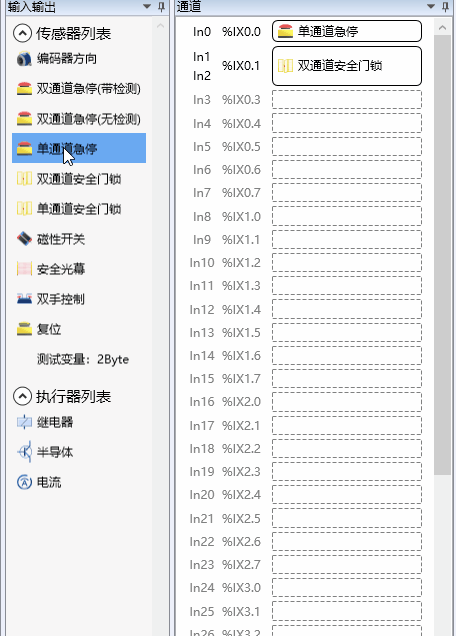 输入输出
传感器列表
编码器方向
双通道急停(带检测)
双通道急停(无检测)
单通道急停
双通道安全门锁
单通道安全门锁
磁性开关
安全光幕
双手控制
复位
测试变量：2Byte
执行器列表
继电器
半导体
电流
通道
In0 %IX0.0 单通道急停
In1
In2 %IX0.1 双通道安全门锁
In3 %IX0.3
In4 %IX0.4
In5 %IX0.5
In6 %IX0.6
In7 %IX0.7
In8 %IX1.0
In9 %IX1.1
In10 %IX1.2
In11 %IX1.3
In12 %IX1.4
In13 %IX1.5
In14 %IX1.6
In15 %IX1.7
In16 %IX2.0
In17 %IX2.1
In18 %IX2.2
In19 %IX2.3
In20 %IX2.4
In21 %IX2.5
In22 %IX2.6
In23 %IX2.7
In24 %IX3.0
In25 %IX3.1
In26 %IX3.2